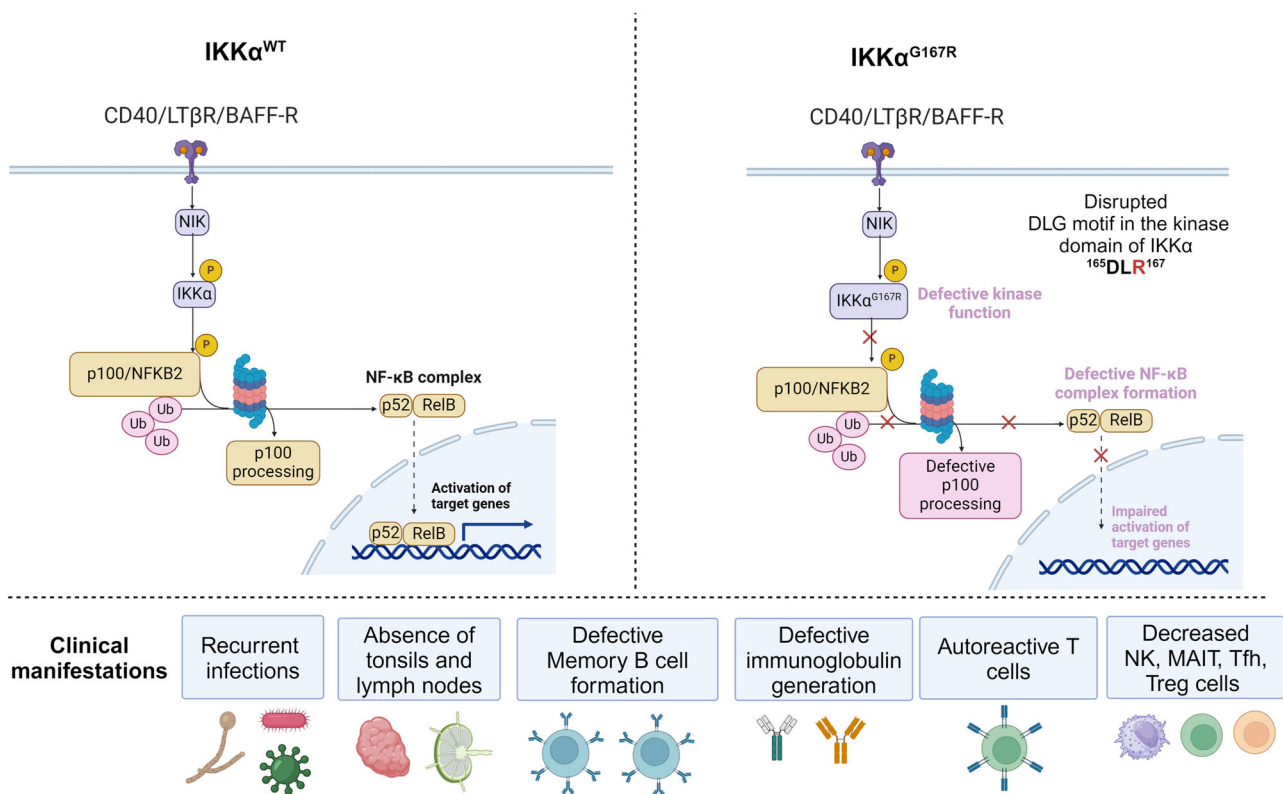 IKKα^WT
CD40/LTβR/BAFF-R
NIK
P
IKKα
P
p100/NFKB2
Ub
Ub
Ub
p100
processing
NF-κB complex
p52 RelB
Activation of
target genes
p52 RelB
IKKα^G167R
CD40/LTβR/BAFF-R
NIK
P
IKKα^G167R
Defective kinase
function
Disrupted
DLG motif in the kinase
domain of IKKα
¹⁶⁵DLR¹⁶⁷
P
p100/NFKB2
Ub
Ub
Ub
Defective
p100
processing
Defective NF-κB
complex formation
p52 RelB
Impaired
activation of
target genes
Clinical
manifestations
Recurrent
infections
Absence of
tonsils and
lymph nodes
Defective
Memory B cell
formation
Defective
immunoglobulin
generation
Autoreactive T
cells
Decreased
NK, MAIT, Tfh,
Treg cells